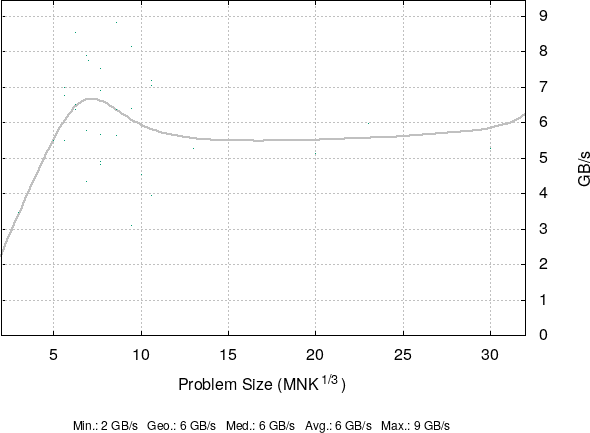 9
8
7
6
5
4
3
2
1
0
GB/s
5 10 15 20 25 30
Problem Size (MNK^1/3)
Min.: 2 GB/s Geo.: 6 GB/s Med.: 6 GB/s Avg.: 6 GB/s Max.: 9 GB/s